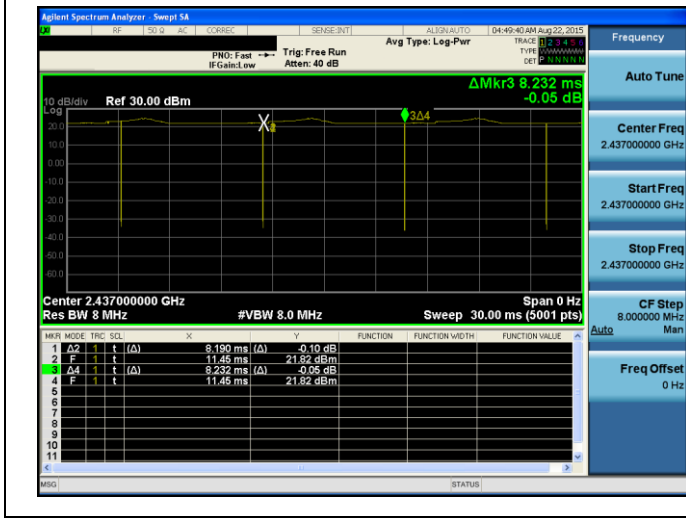 Agilent Spectrum Analyzer - Swept SA
RF 50 Ω AC CORREC SENSE:INT ALIGN AUTO 04:49:40 AM Aug 22, 2015
Avg Type: Log-Pwr
TRACE 1 2 3 4 5 6
TYPE
DET P N N N N N
PNO: Fast
IFGain:Low
Trig: Free Run
Atten: 40 dB
ΔMkr3 8.232 ms
-0.05 dB
10 dB/div Ref 30.00 dBm
Log
20.0
10.0
0.00
-10.0
-20.0
-30.0
-40.0
-50.0
-60.0
3Δ4
Center 2.437000000 GHz Span 0 Hz
Res BW 8 MHz #VBW 8.0 MHz Sweep 30.00 ms (5001 pts)
MKR MODE TRC SCL X Y FUNCTION FUNCTION WIDTH FUNCTION VALUE
1 Δ2 1 t (Δ) 8.190 ms (Δ) -0.10 dB
2 F 1 t 11.45 ms 21.82 dBm
3 Δ4 1 t (Δ) 8.232 ms (Δ) -0.05 dB
4 F 1 t 11.45 ms 21.82 dBm
5
6
7
8
9
10
11
MSG STATUS
Frequency
Auto Tune
Center Freq
2.437000000 GHz
Start Freq
2.437000000 GHz
Stop Freq
2.437000000 GHz
CF Step
8.000000 MHz
Auto Man
Freq Offset
0 Hz